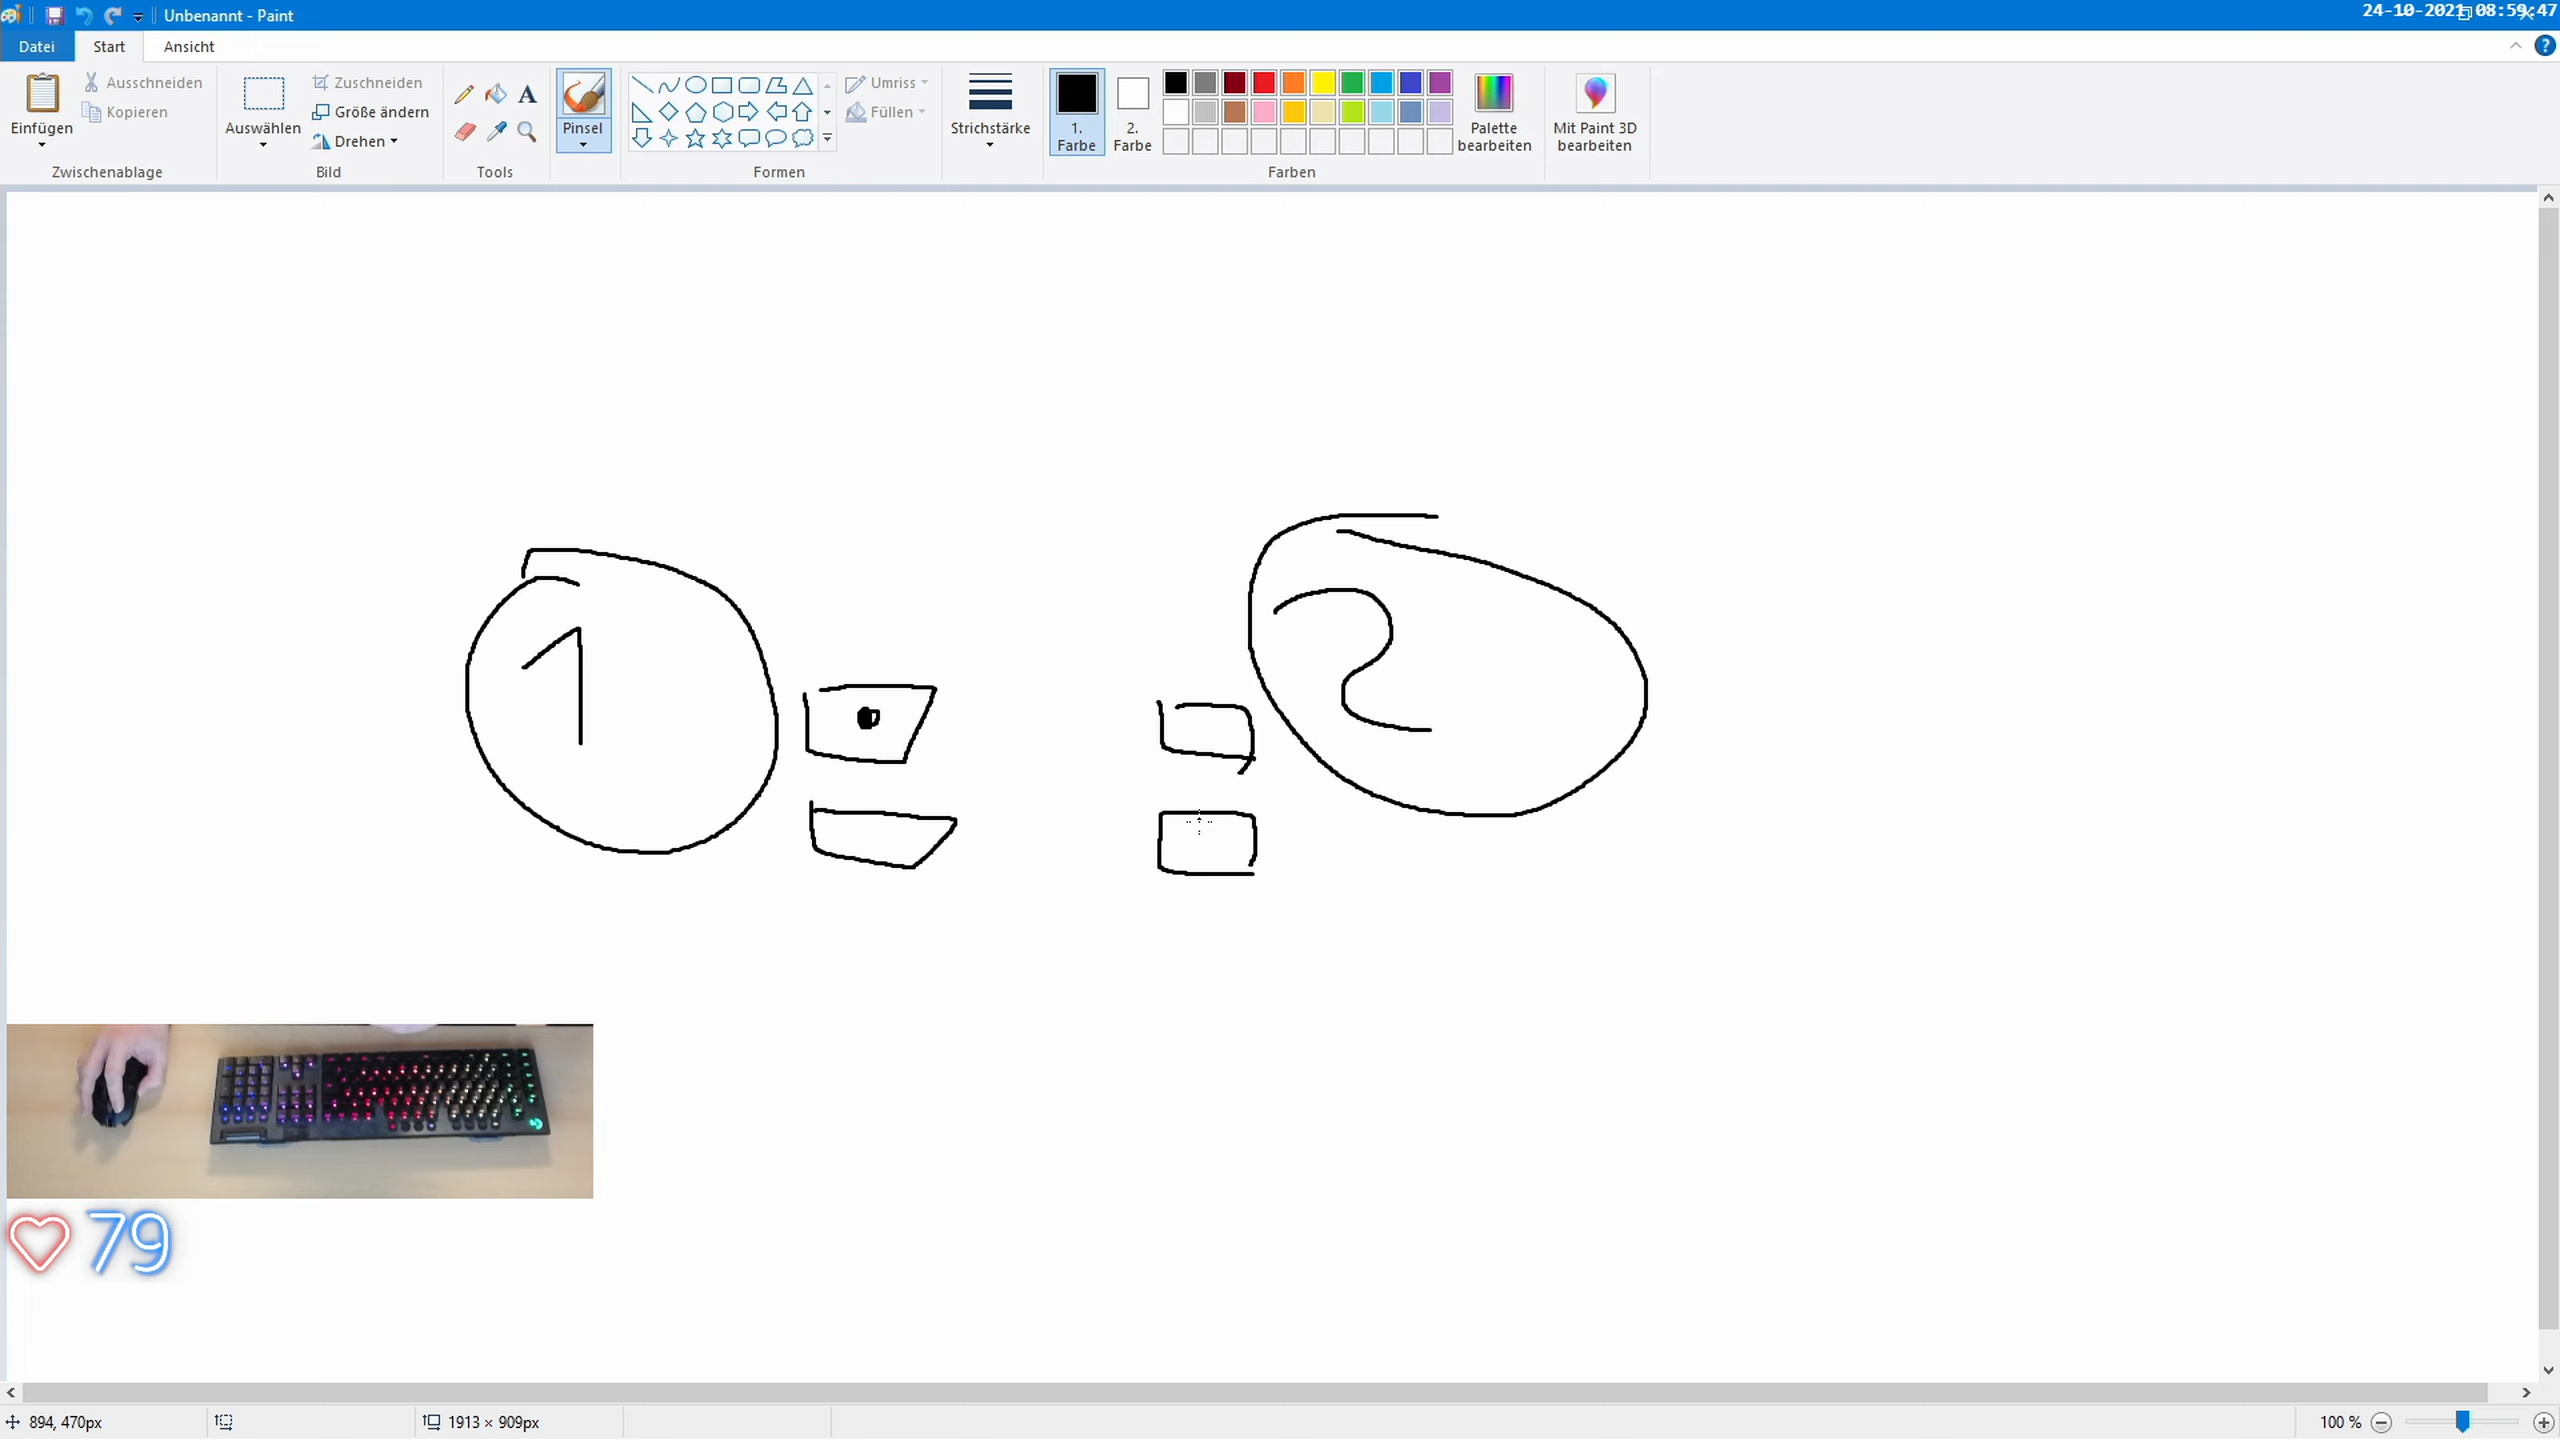 Unbenannt - Paint
24-10-2021 08:59:47
Datei Start Ansicht
Einfügen
Ausschneiden
Kopieren
Zwischenablage
Auswählen
Zuschneiden
Größe ändern
Drehen
Bild
A
Tools
Pinsel
Umriss
Füllen
Formen
Strichstärke
1.
Farbe
2.
Farbe
Farben
Palette
bearbeiten
Mit Paint 3D
bearbeiten
?
1
2
79
894, 470px
1913 × 909px
100 %